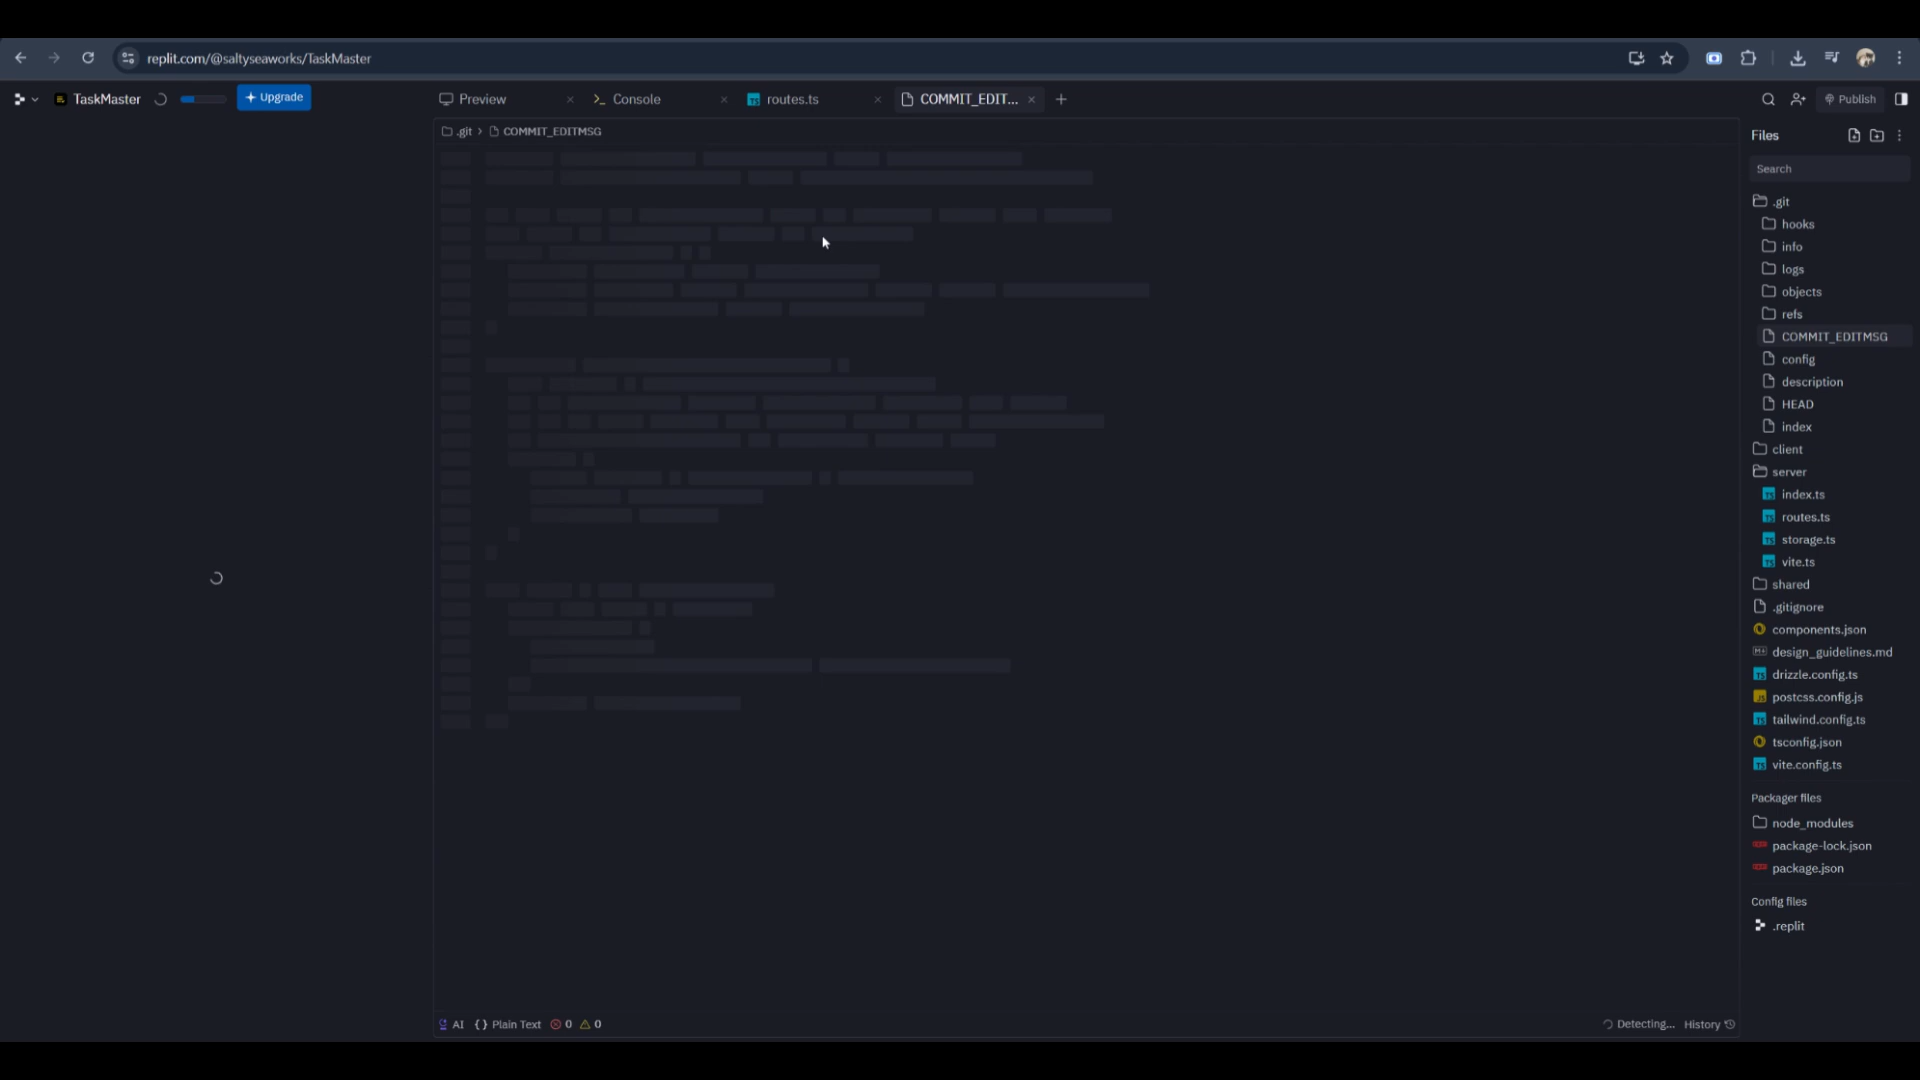 replit.com/@saltyseaworks/TaskMaster
TaskMaster
Upgrade
Preview
Console
routes.ts
COMMIT_EDIT...
Publish
.git
COMMIT_EDITMSG
Files
Search
.git
hooks
info
logs
objects
refs
COMMIT_EDITMSG
config
description
HEAD
index
client
server
index.ts
routes.ts
storage.ts
vite.ts
shared
.gitignore
components.json
design_guidelines.md
drizzle.config.ts
postcss.config.js
tailwind.config.ts
tsconfig.json
vite.config.ts
Packager files
node_modules
package-lock.json
package.json
Config files
.replit
AI {} Plain Text 0 0
Detecting... History